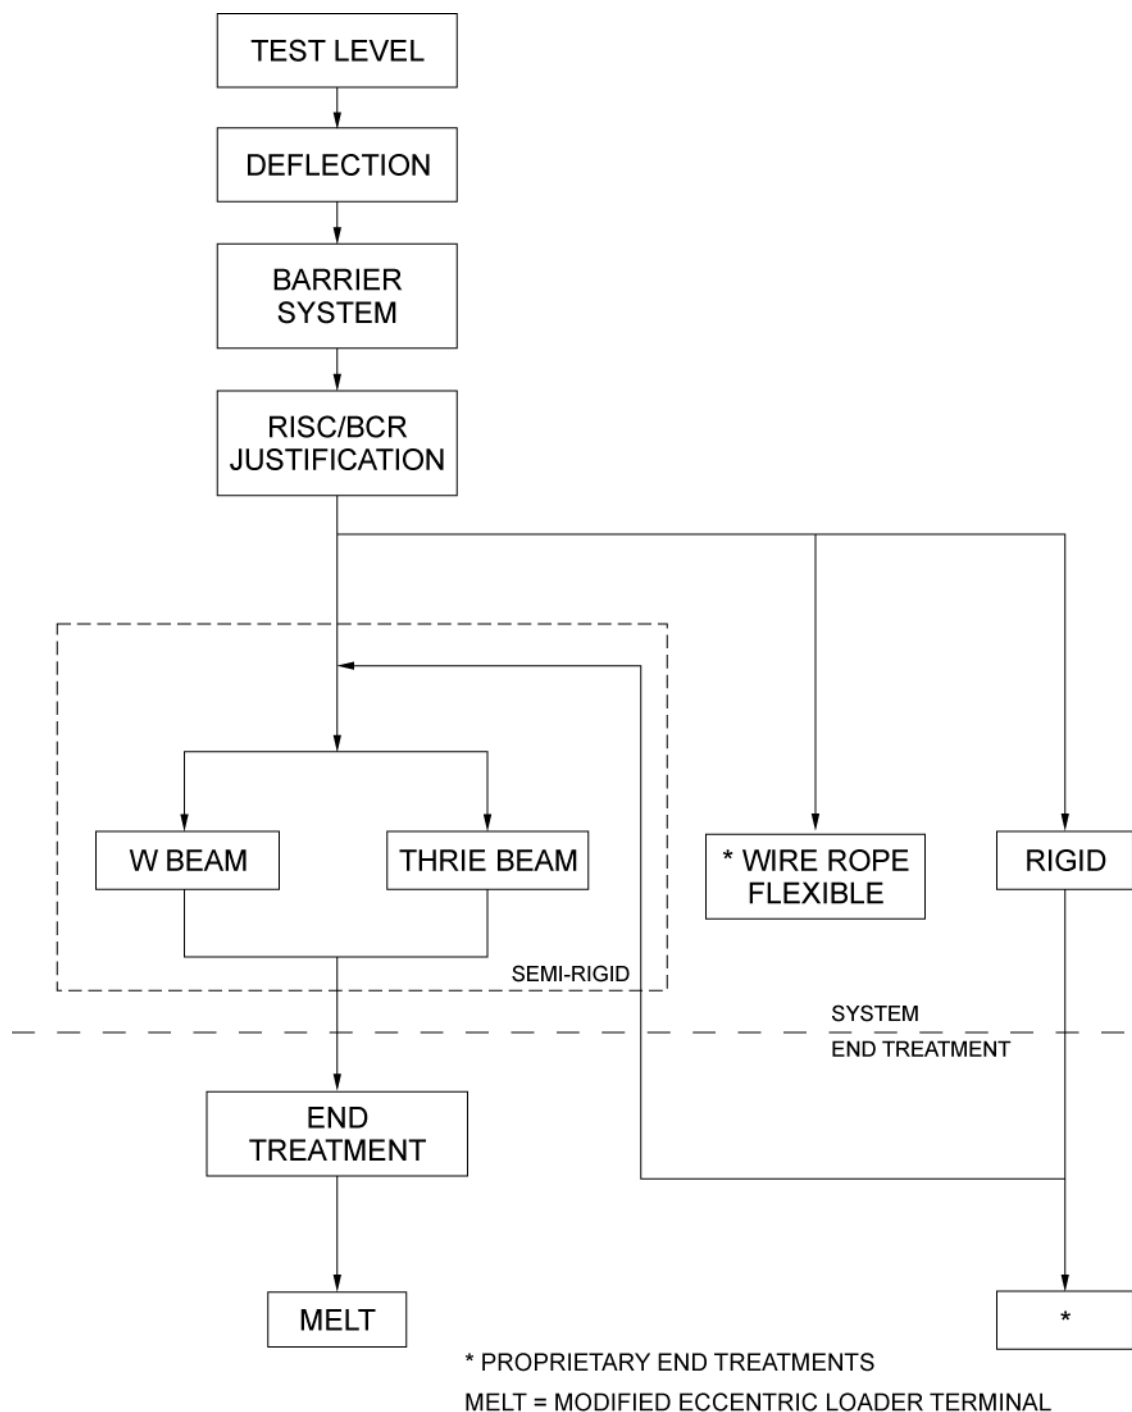 TEST LEVEL
DEFLECTION
BARRIER
SYSTEM
RISC/BCR
JUSTIFICATION
W BEAM
THRIE BEAM
* WIRE ROPE
FLEXIBLE
RIGID
SEMI-RIGID
SYSTEM
END TREATMENT
END
TREATMENT
MELT
*
* PROPRIETARY END TREATMENTS
MELT = MODIFIED ECCENTRIC LOADER TERMINAL